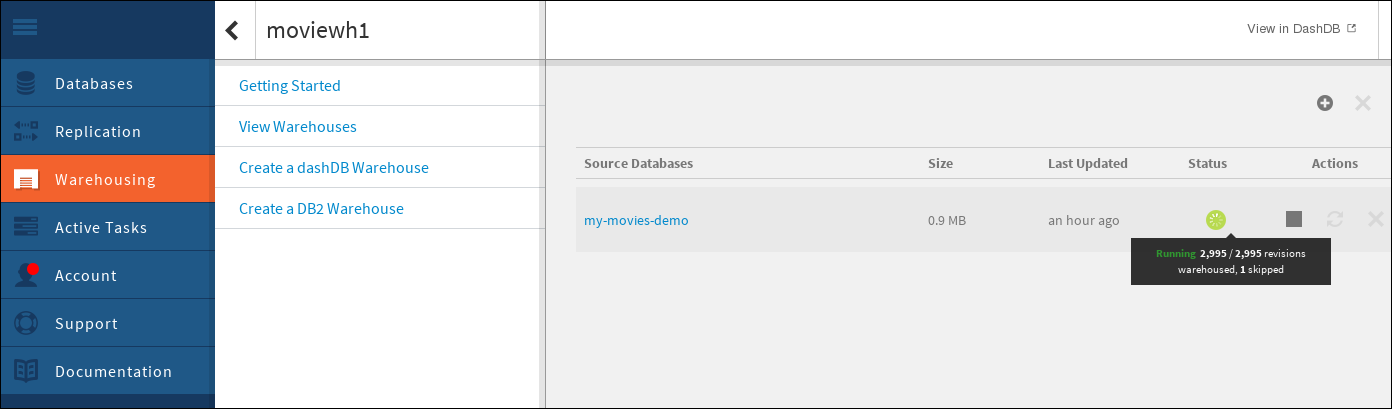 moviewh1
View in DashDB
Databases
Replication
Warehousing
Active Tasks
Account
Support
Documentation
Getting Started
View Warehouses
Create a dashDB Warehouse
Create a DB2 Warehouse
Source Databases Size Last Updated Status Actions
my-movies-demo 0.9 MB an hour ago
Running 2,995 / 2,995 revisions
warehoused, 1 skipped